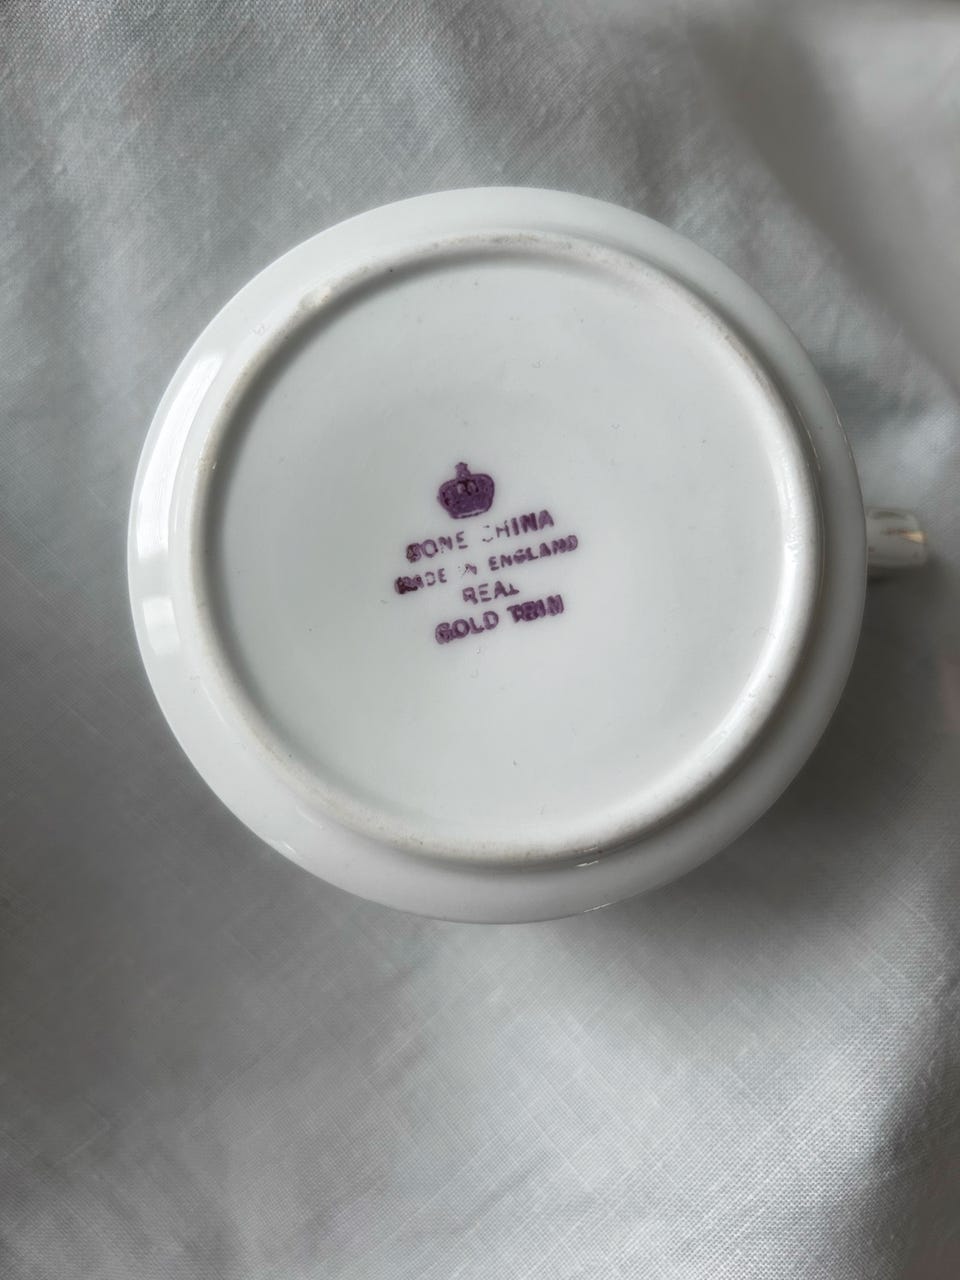 BONE CHINA
MADE IN ENGLAND
REAL
GOLD TRIM